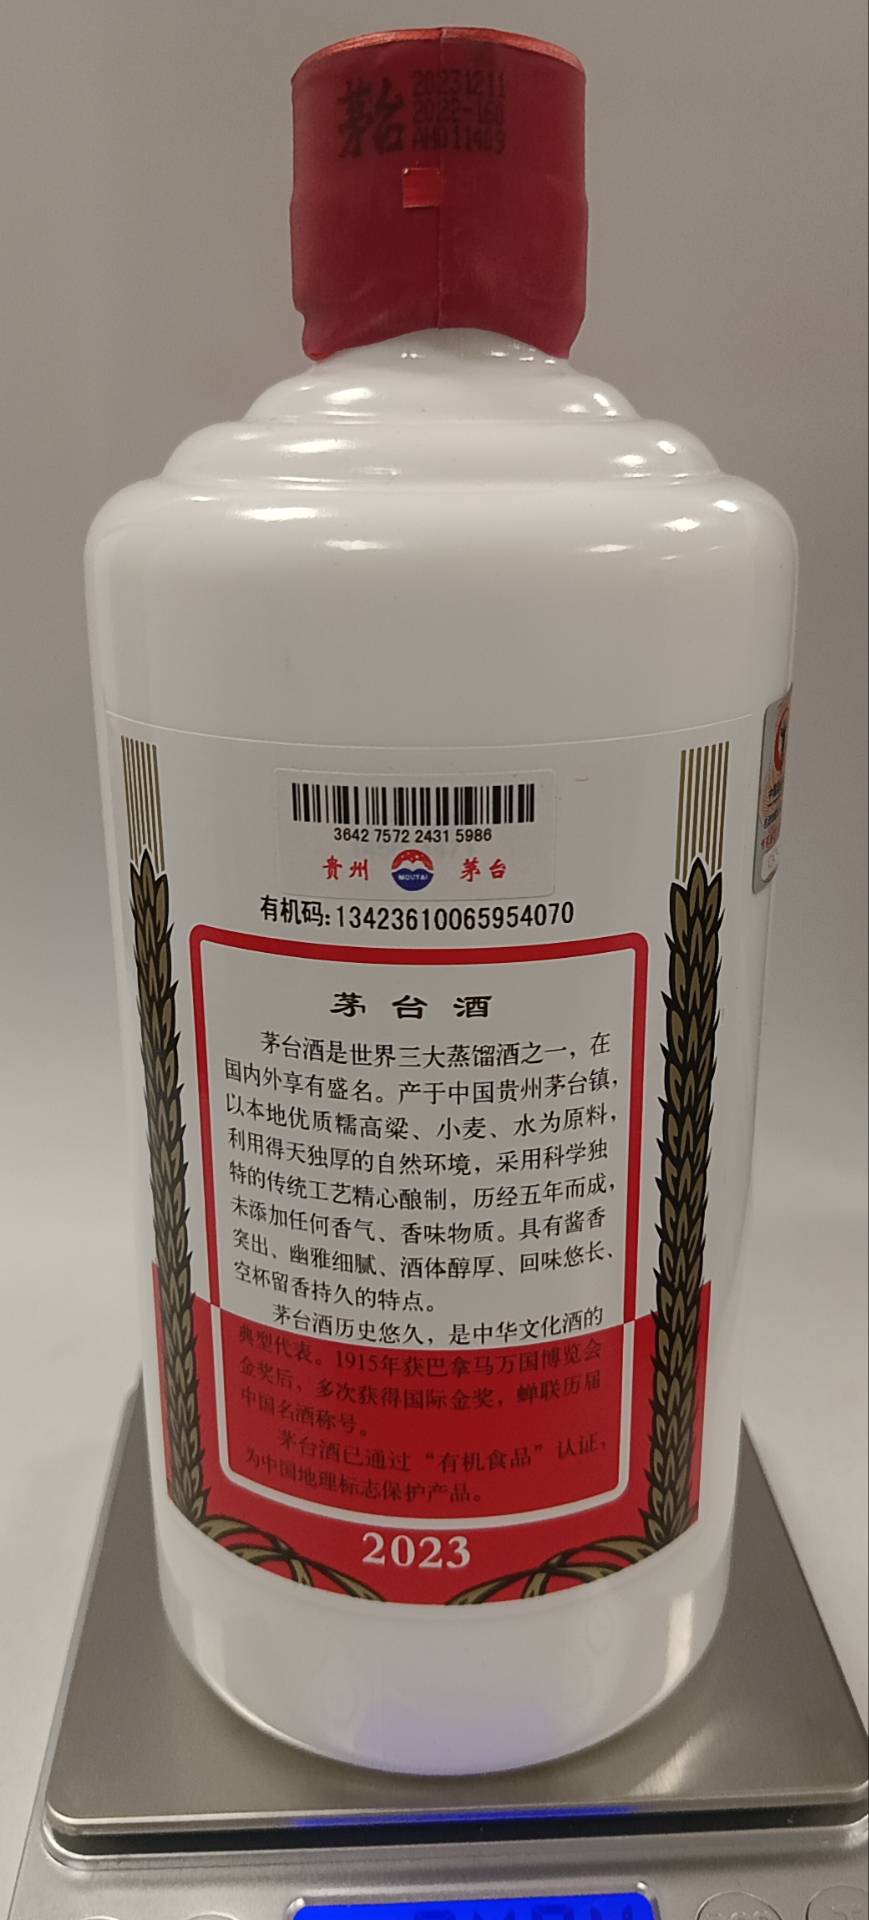 茅台
20231211
2022-160
3642 7572 2431 5986
贵州 MOUTAI 茅台
有机码:13423610065954070
茅台酒
茅台酒是世界三大蒸馏酒之一，在
国内外享有盛名。产于中国贵州茅台镇，
以本地优质糯高粱、小麦、水为原料，
利用得天独厚的自然环境，采用科学独
特的传统工艺精心酿制，历经五年而成，
未添加任何香气、香味物质。具有酱香
突出、幽雅细腻、酒体醇厚、回味悠长、
空杯留香持久的特点。
茅台酒历史悠久，是中华文化酒的
典型代表。1915年获巴拿马万国博览会
金奖后，多次获得国际金奖，蝉联历届
中国名酒称号。
茅台酒已通过“有机食品”认证，
为中国地理标志保护产品。
2023